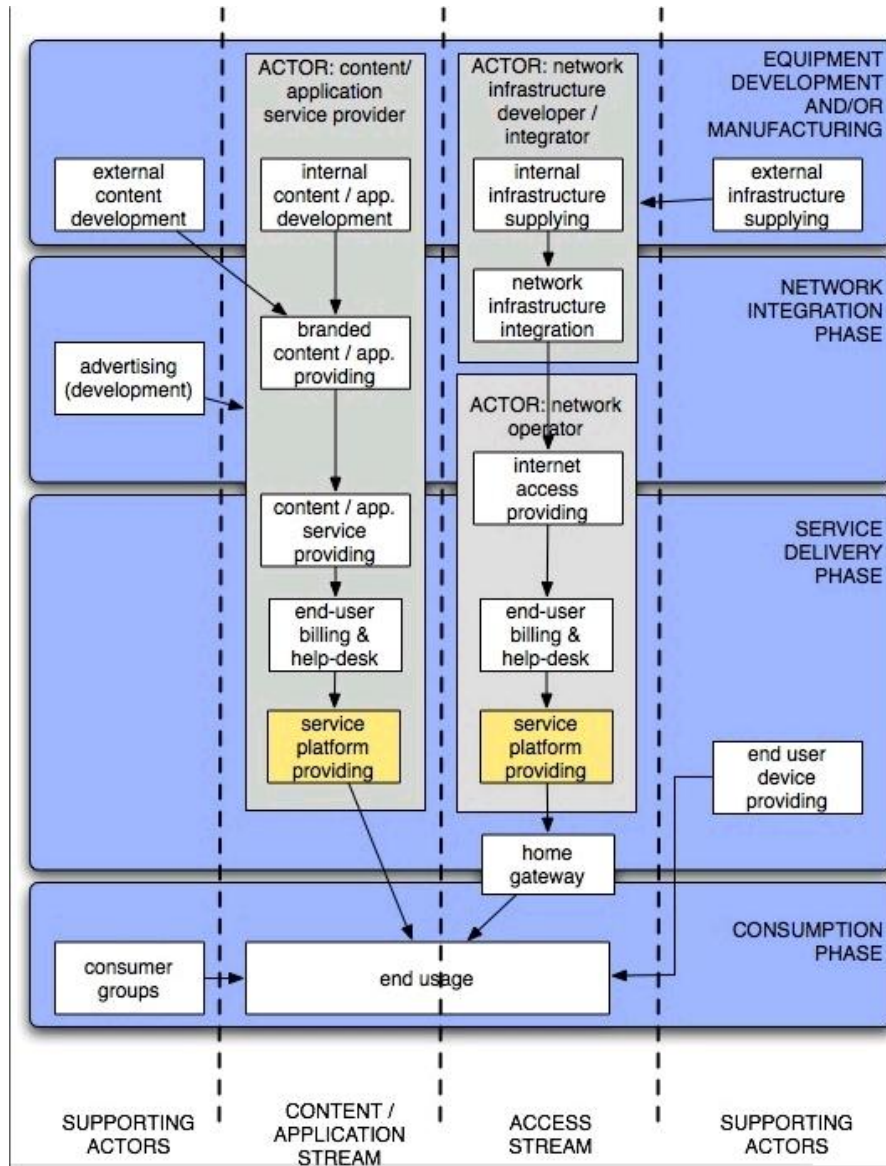 EQUIPMENT
DEVELOPMENT
AND/OR
MANUFACTURING
ACTOR: content/
application
service provider
ACTOR: network
infrastructure
developer /
integrator
external
content
development
internal
content / app.
development
internal
infrastructure
supplying
external
infrastructure
supplying
NETWORK
INTEGRATION
PHASE
network
infrastructure
integration
branded
content / app.
providing
advertising
(development)
ACTOR: network
operator
internet
access
providing
SERVICE
DELIVERY
PHASE
content / app.
service
providing
end-user
billing &
help-desk
end-user
billing &
help-desk
service
platform
providing
service
platform
providing
end user
device
providing
home
gateway
CONSUMPTION
PHASE
consumer
groups
end usage
SUPPORTING
ACTORS
CONTENT /
APPLICATION
STREAM
ACCESS
STREAM
SUPPORTING
ACTORS